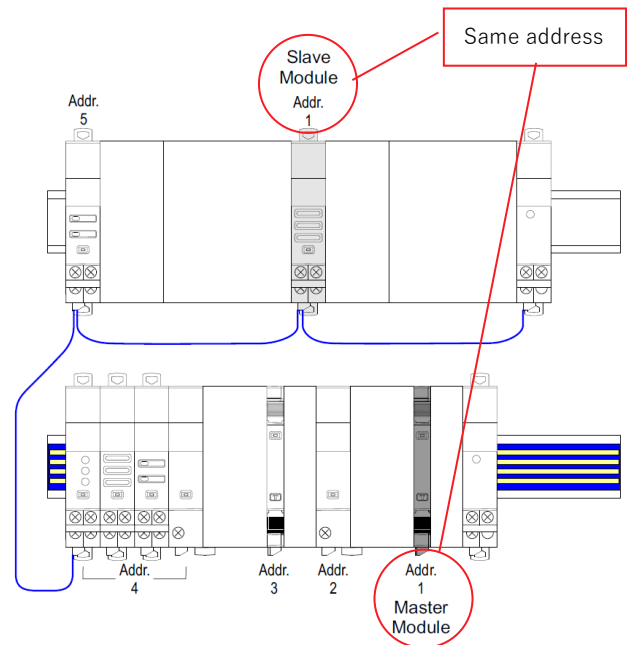 Same address
Slave
Module
Addr.
1
Addr.
5
Addr.
4
Addr.
3
Addr.
2
Addr.
1
Master
Module